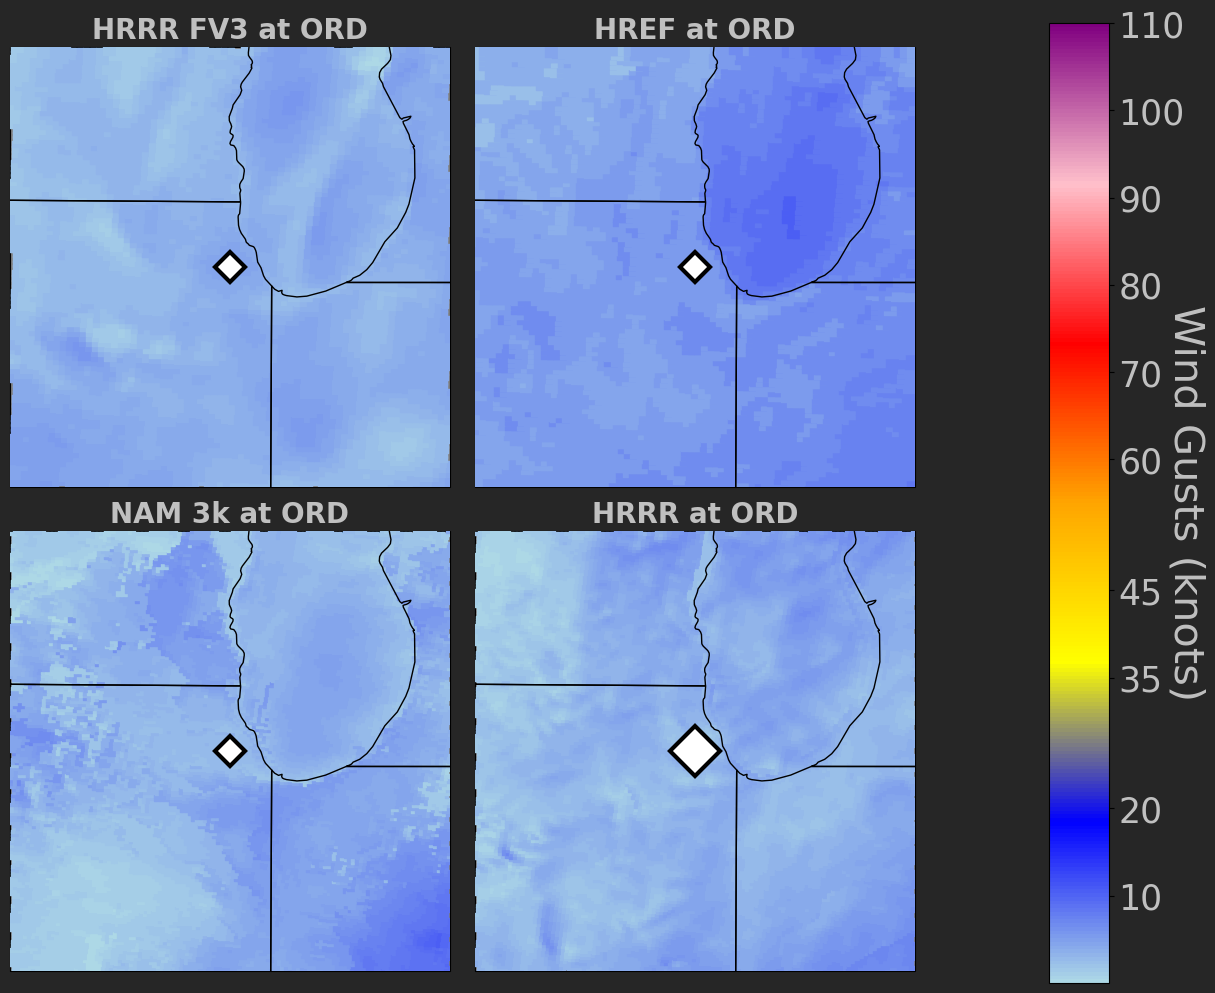 HRRR FV3 at ORD
HREF at ORD
NAM 3k at ORD
HRRR at ORD
110
100
90
80
70
60
45
35
20
10
Wind Gusts (knots)